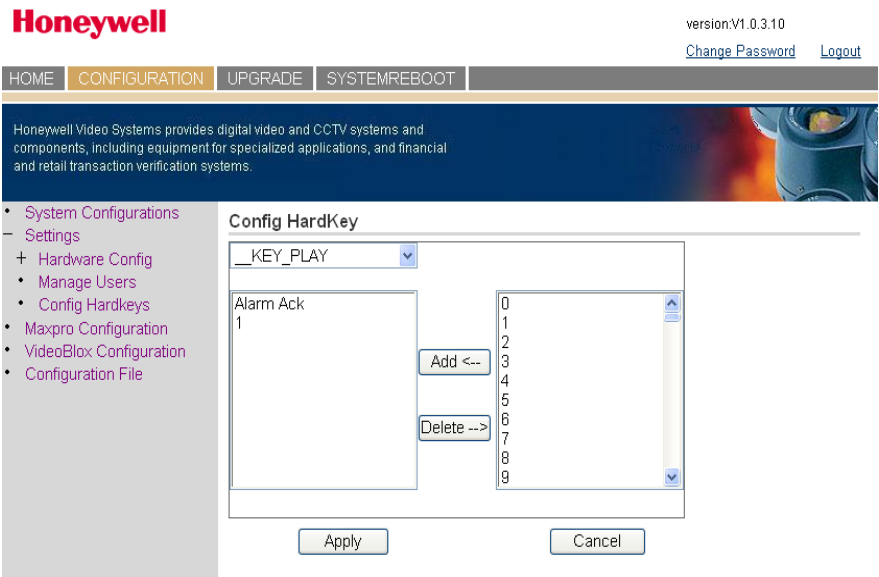 Honeywell
version:V1.0.3.10
Change Password Logout
HOME CONFIGURATION UPGRADE SYSTEMREBOOT
Honeywell Video Systems provides digital video and CCTV systems and
components, including equipment for specialized applications, and financial
and retail transaction verification systems.
System Configurations
Settings
Hardware Config
Manage Users
Config Hardkeys
Maxpro Configuration
VideoBlox Configuration
Configuration File
Config HardKey
__KEY_PLAY
Alarm Ack
1
Add <--
Delete -->
0
1
2
3
4
5
6
7
8
9
Apply Cancel